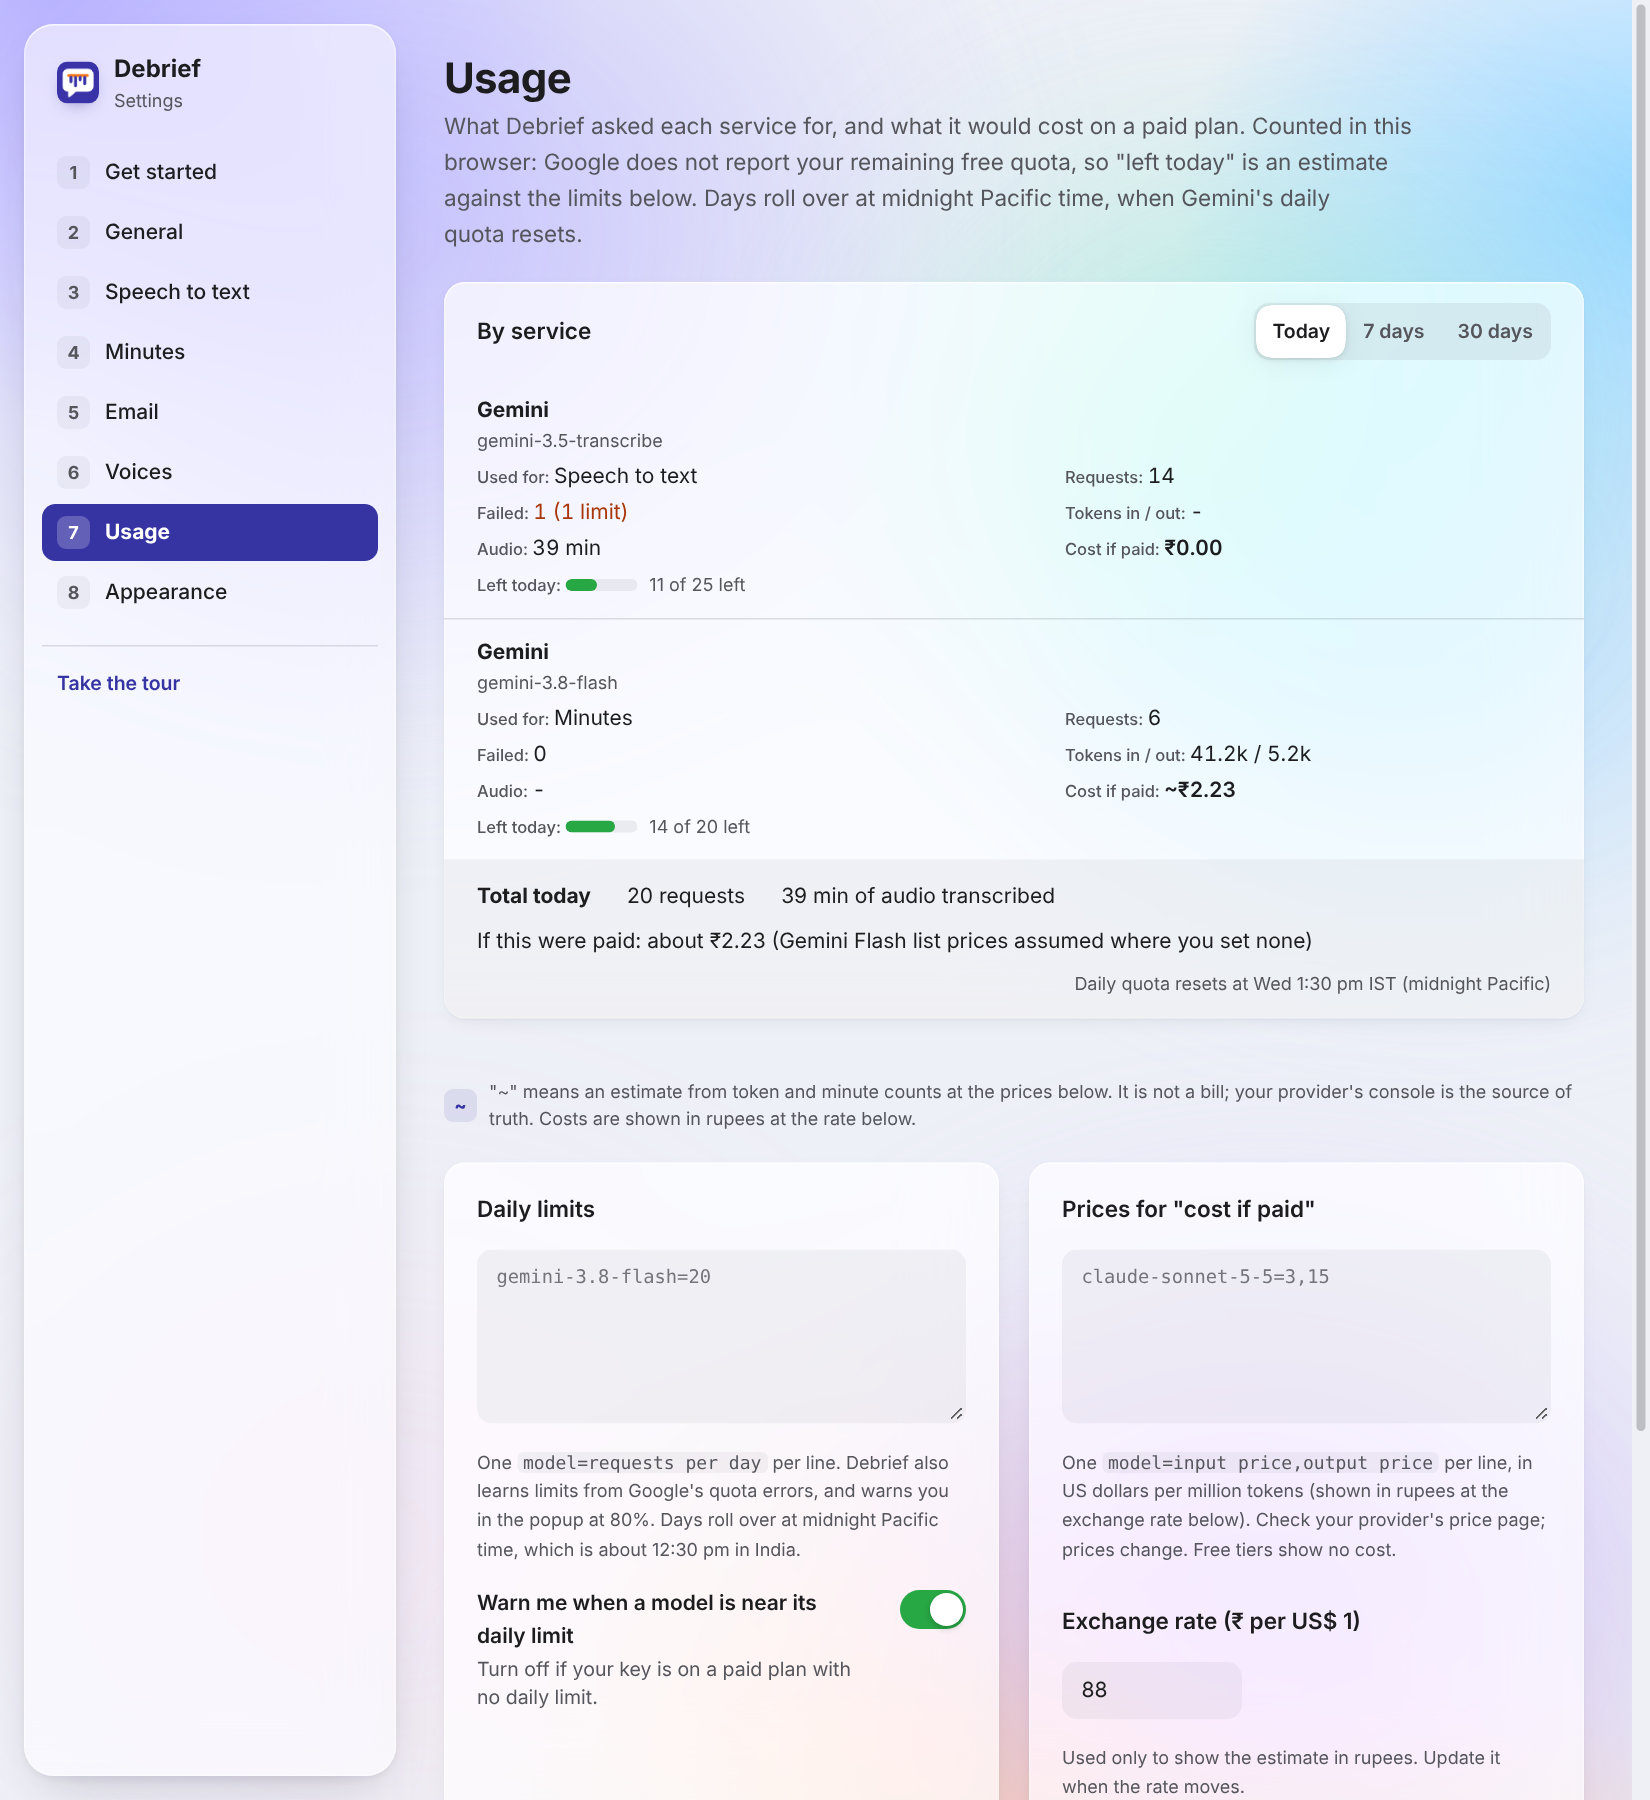 Debrief
Settings
1 Get started
2 General
3 Speech to text
4 Minutes
5 Email
6 Voices
7 Usage
8 Appearance
Take the tour
Usage
What Debrief asked each service for, and what it would cost on a paid plan. Counted in this
browser: Google does not report your remaining free quota, so "left today" is an estimate
against the limits below. Days roll over at midnight Pacific time, when Gemini's daily
quota resets.
By service
Today 7 days 30 days
Gemini
gemini-3.5-transcribe
Used for: Speech to text
Requests: 14
Failed: 1 (1 limit)
Tokens in / out: -
Audio: 39 min
Cost if paid: ₹0.00
Left today: 11 of 25 left
Gemini
gemini-3.8-flash
Used for: Minutes
Requests: 6
Failed: 0
Tokens in / out: 41.2k / 5.2k
Audio: -
Cost if paid: ~₹2.23
Left today: 14 of 20 left
Total today 20 requests 39 min of audio transcribed
If this were paid: about ₹2.23 (Gemini Flash list prices assumed where you set none)
Daily quota resets at Wed 1:30 pm IST (midnight Pacific)
~ "~" means an estimate from token and minute counts at the prices below. It is not a bill; your provider's console is the source of
truth. Costs are shown in rupees at the rate below.
Daily limits
gemini-3.8-flash=20
One model=requests per day per line. Debrief also
learns limits from Google's quota errors, and warns you
in the popup at 80%. Days roll over at midnight Pacific
time, which is about 12:30 pm in India.
Warn me when a model is near its
daily limit
Turn off if your key is on a paid plan with
no daily limit.
Prices for "cost if paid"
claude-sonnet-5-5=3,15
One model=input price,output price per line, in
US dollars per million tokens (shown in rupees at the
exchange rate below). Check your provider's price page;
prices change. Free tiers show no cost.
Exchange rate (₹ per US$ 1)
88
Used only to show the estimate in rupees. Update it
when the rate moves.